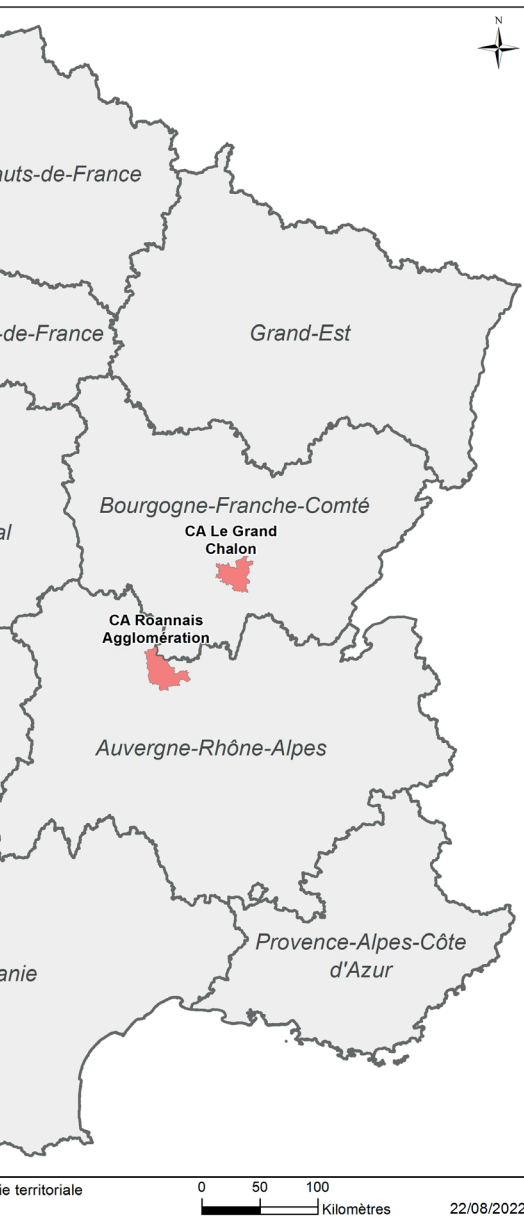 N
auts-de-France
-de-France
Grand-Est
Bourgogne-Franche-Comté
CA Le Grand
Chalon
al
CA Roannais
Agglomération
Auvergne-Rhône-Alpes
Provence-Alpes-Côte
d'Azur
anie
ie territoriale
0 50 100
Kilomètres
22/08/2022